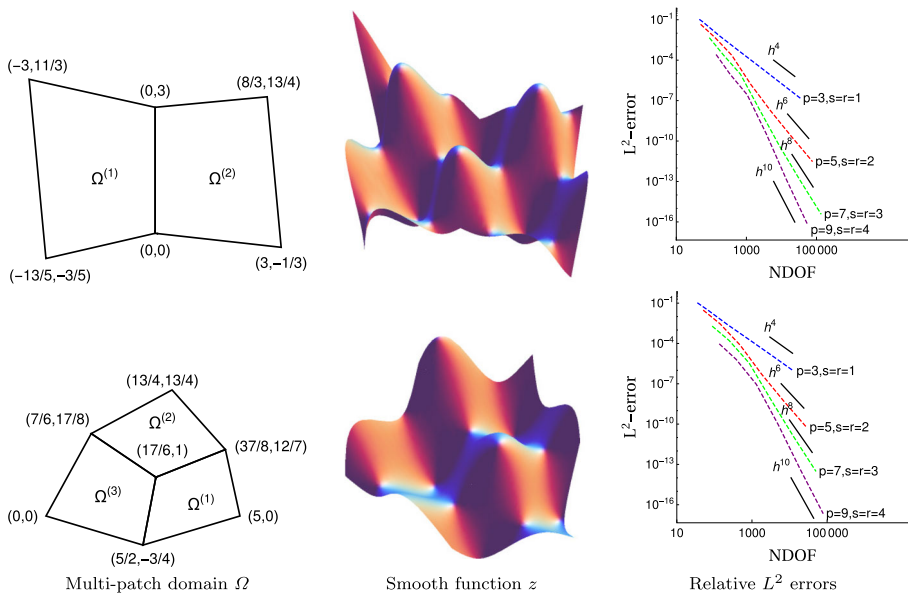 (−3,11/3)
(0,3)
(8/3,13/4)
Ω(1)
Ω(2)
(0,0)
(−13/5,−3/5)
(3,−1/3)
L²−error
10−1
10−4
10−7
10−10
10−13
10−16
h4
p=3,s=r=1
h6
h8
p=5,s=r=2
h10
p=7,s=r=3
p=9,s=r=4
10 1000 100 000
NDOF
(13/4,13/4)
(7/6,17/8)
Ω(2)
(17/6,1)
(37/8,12/7)
Ω(3)
Ω(1)
(0,0)
(5,0)
(5/2,−3/4)
L²−error
10−1
10−4
10−7
10−10
10−13
10−16
h4
p=3,s=r=1
h6
h8
p=5,s=r=2
h10
p=7,s=r=3
p=9,s=r=4
10 1000 100 000
NDOF
Multi-patch domain Ω
Smooth function z
Relative L² errors